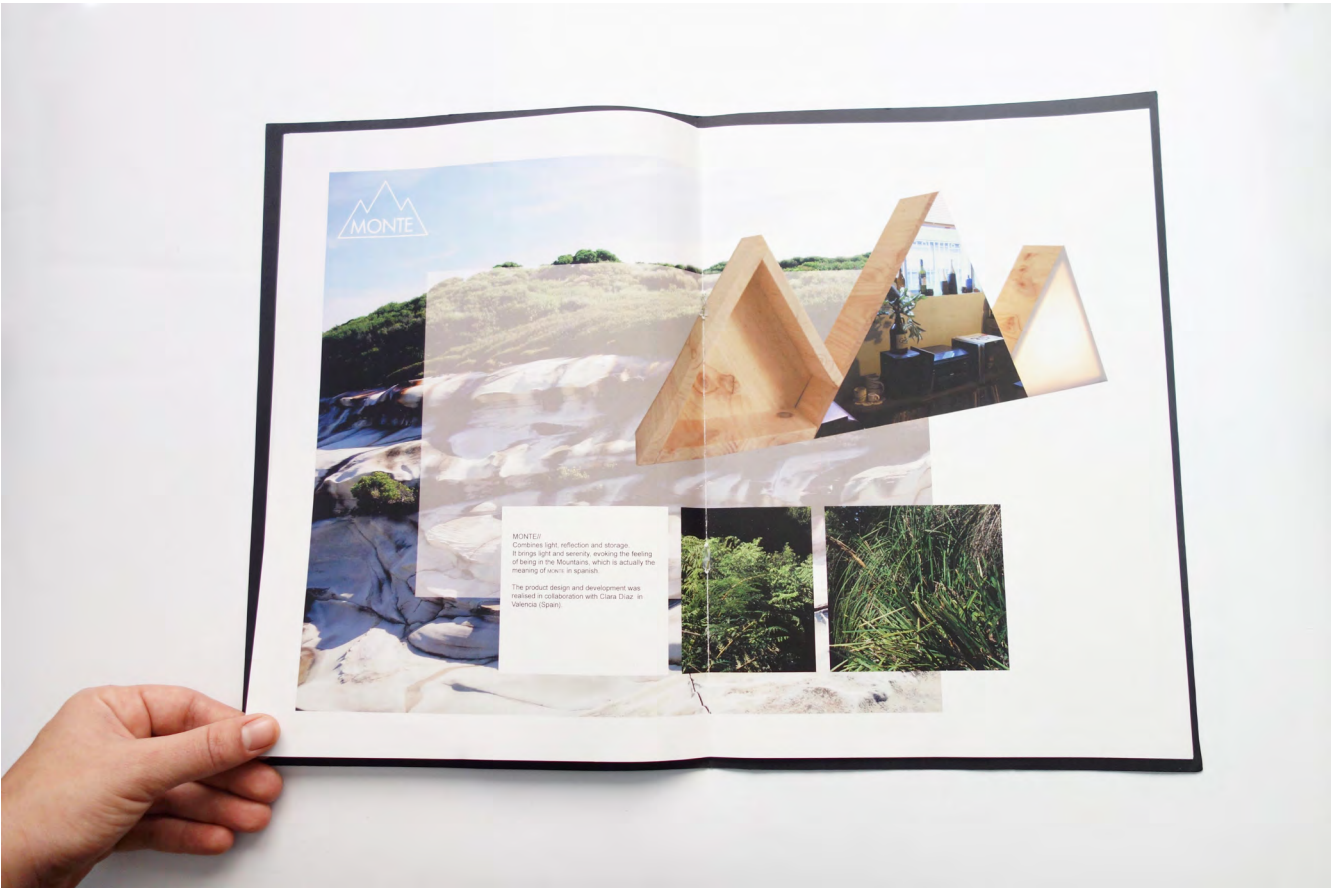 MONTE
MONTE//
Combines light, reflection and storage.
It brings light and serenity, evoking the feeling
of being in the Mountains, which is actually the
meaning of MONTE in spanish.
The product design and development was
realised in collaboration with Clara Díaz in
Valencia (Spain).